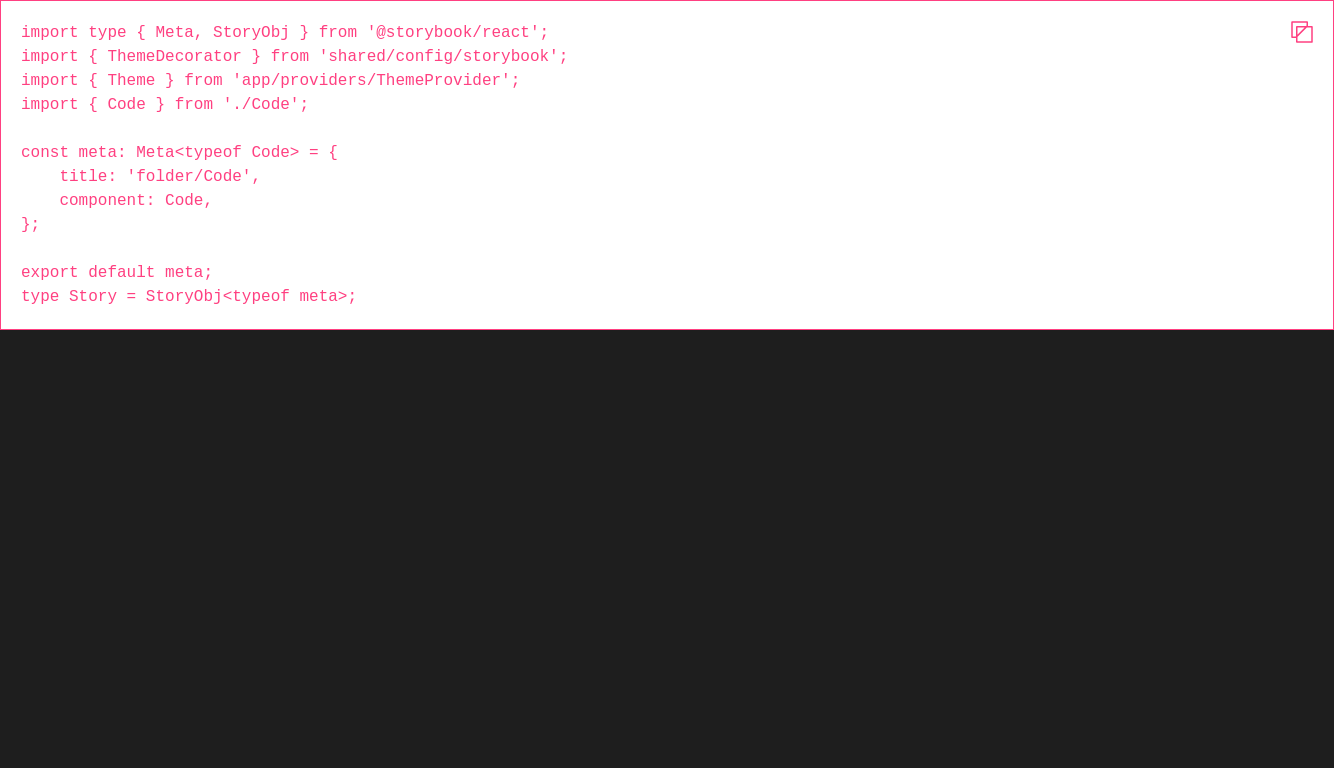 import type { Meta, StoryObj } from '@storybook/react';
import { ThemeDecorator } from 'shared/config/storybook';
import { Theme } from 'app/providers/ThemeProvider';
import { Code } from './Code';

const meta: Meta<typeof Code> = {
    title: 'folder/Code',
    component: Code,
};

export default meta;
type Story = StoryObj<typeof meta>;